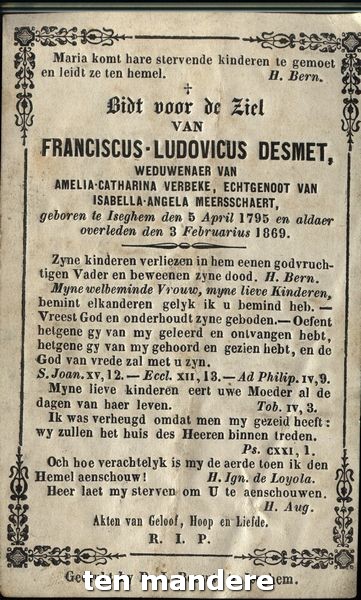 Maria komt hare stervende kinderen te gemoet
en leidt ze ten hemel. H. Bern.
†
Bidt voor de Ziel
VAN
FRANCISCUS-LUDOVICUS DESMET,
WEDUWENAER VAN
AMELIA-CATHARINA VERBEKE, ECHTGENOOT VAN
ISABELLA-ANGELA MEERSSCHAERT,
geboren te Iseghem den 5 April 1795 en aldaer
overleden den 3 Februarius 1869.
Zyne kinderen verliezen in hem eenen godvruch-
tigen Vader en beweenen zyne dood. H. Bern.
Myne welbeminde Vrouw, myne lieve Kinderen,
benint elkanderen gelyk ik u bemind heb. —
Vreest God en onderhoudt zyne geboden.— Oefent
hetgene gy van my geleerd en ontvangen hebt,
hetgene gy van my gehoord en gezien hebt, en de
God van vrede zal met u zyn.
S. Joan. XV, 12. — Eccl. XII, 13. — Ad Philip. IV, 9.
Myne lieve kinderen eert uwe Moeder al de
dagen van haer leven. Tob. IV, 3.
Ik was verheugd omdat men my gezeid heeft:
wy zullen het huis des Heeren binnen treden.
Ps. CXXI, 1.
Och hoe verachtelyk is my de aerde toen ik den
Hemel aenschouw! H. Ign. de Loyola.
Heer laet my sterven om U te aenschouwen.
H. Aug.
Akten van Geloof, Hoop en Liefde.
R. I. P.
ten mandere